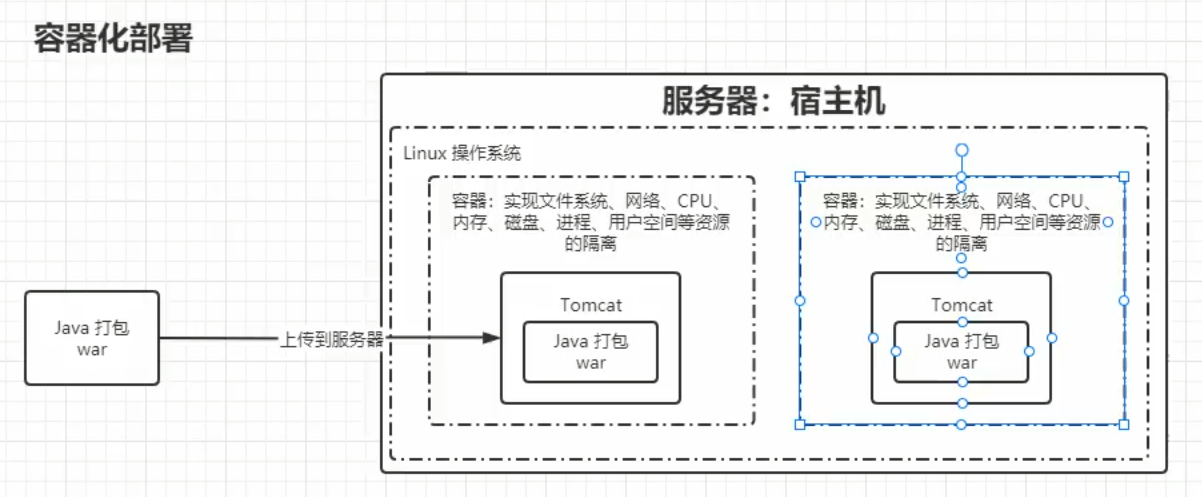 容器化部署
服务器：宿主机
Linux 操作系统
容器：实现文件系统、网络、CPU、
内存、磁盘、进程、用户空间等资源
的隔离
Tomcat
Java 打包
war
容器：实现文件系统、网络、CPU、
内存、磁盘、进程、用户空间等资源
的隔离
Tomcat
Java 打包
war
Java 打包
war
上传到服务器